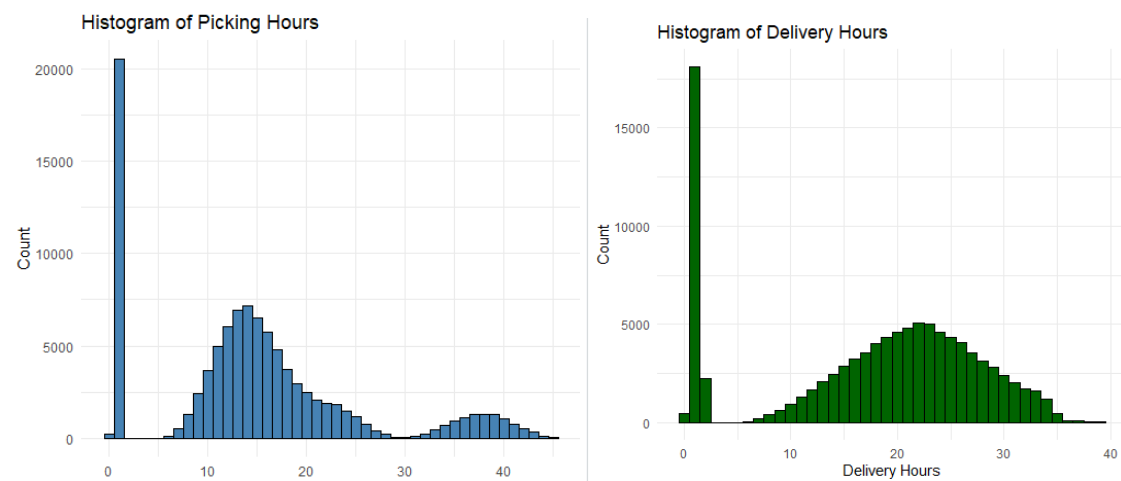 Histogram of Picking Hours
20000
15000
10000
5000
0
Count
0 10 20 30 40
Histogram of Delivery Hours
15000
10000
5000
0
Count
0 10 20 30 40
Delivery Hours